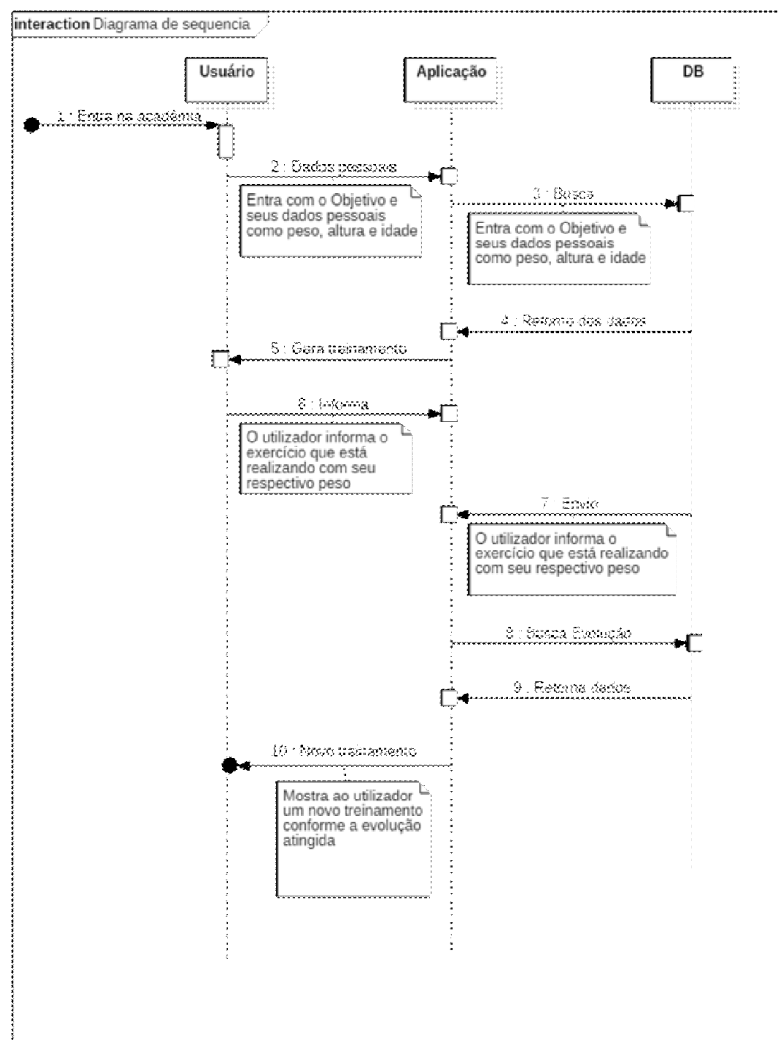 interaction Diagrama de sequencia
Usuário
Aplicação
DB
1 : Entra na acadêmia
2 : Dados pessoais
Entra com o Objetivo e
seus dados pessoais
como peso, altura e idade
3 : Busca
Entra com o Objetivo e
seus dados pessoais
como peso, altura e idade
4 : Retorno dos dados
5 : Gera treinamento
6 : Informa
O utilizador informa o
exercício que está
realizando com seu
respectivo peso
7 : Envio
O utilizador informa o
exercício que está realizando
com seu respectivo peso
8 : Busca Evolução
9 : Retorna dados
10 : Novo treinamento
Mostra ao utilizador
um novo treinamento
conforme a evolução
atingida